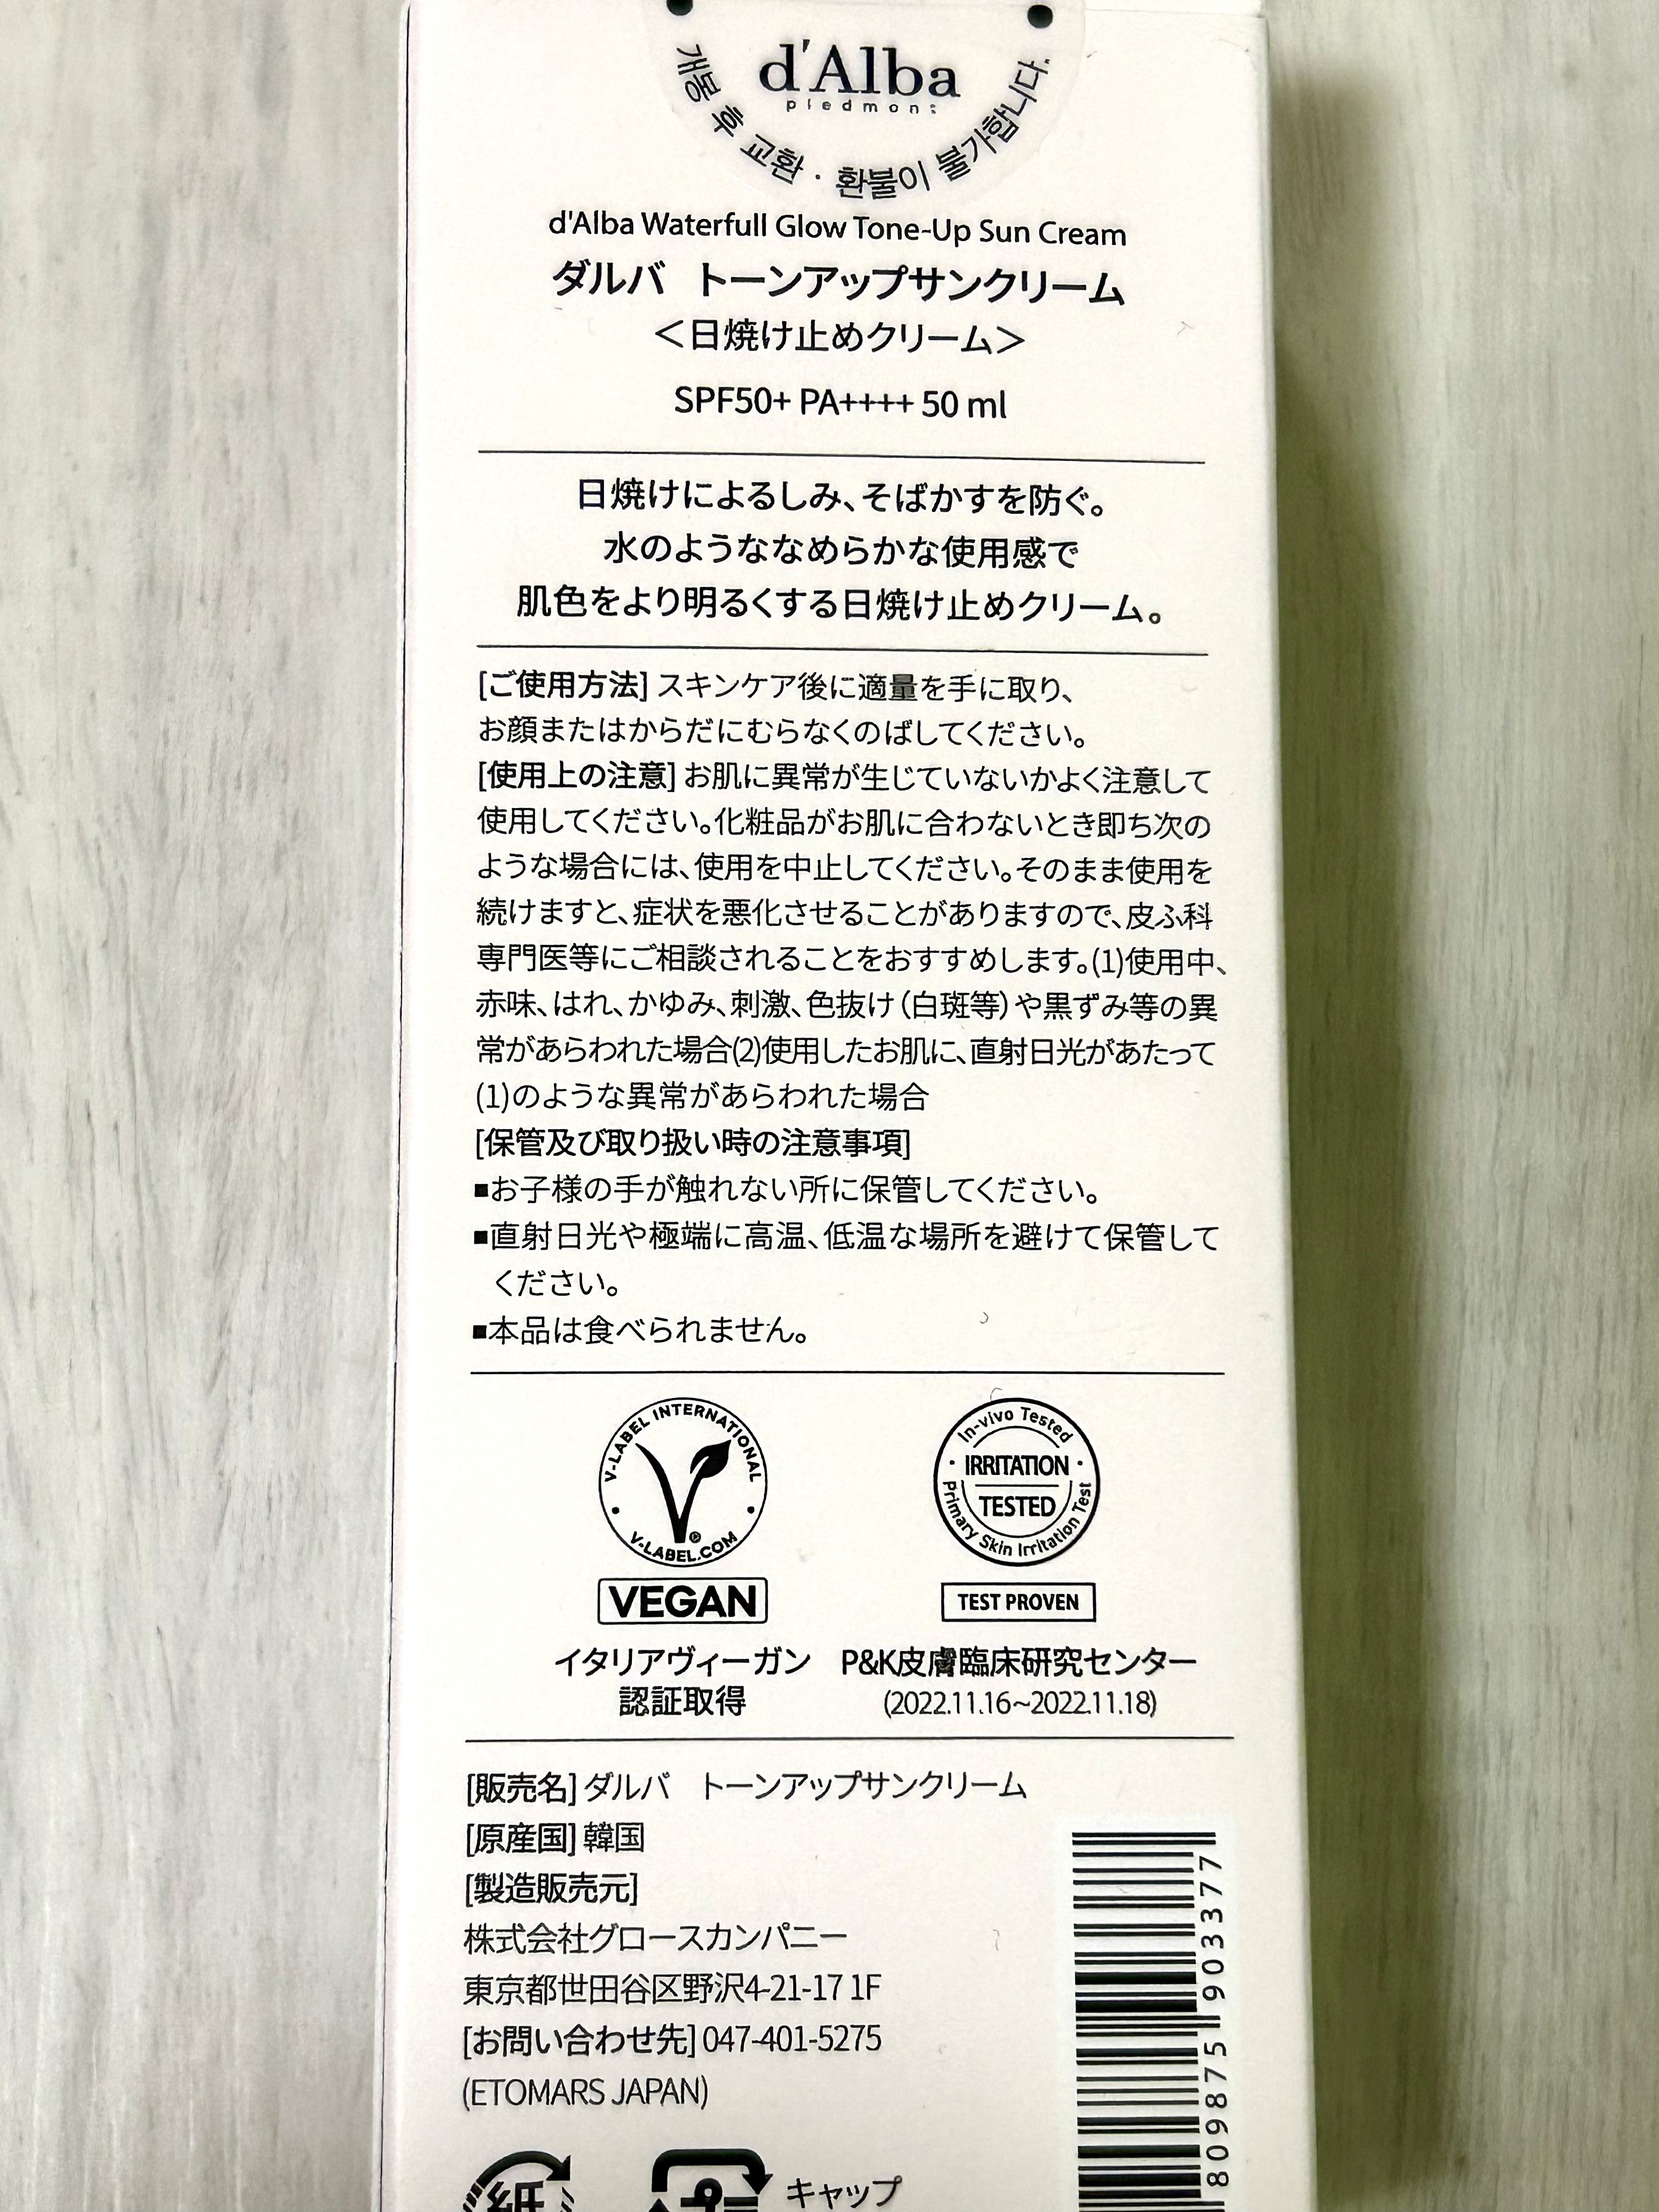 d'Alba
piedmont
개봉 후 교환 · 환불이 불가합니다.
d'Alba Waterfull Glow Tone-Up Sun Cream
ダルバ　トーンアップサンクリーム
＜日焼け止めクリーム＞
SPF50+ PA++++ 50 ml
日焼けによるしみ、そばかすを防ぐ。
水のようななめらかな使用感で
肌色をより明るくする日焼け止めクリーム。
[ご使用方法] スキンケア後に適量を手に取り、
お顔またはからだにむらなくのばしてください。
[使用上の注意] お肌に異常が生じていないかよく注意して
使用してください。化粧品がお肌に合わないとき即ち次の
ような場合には、使用を中止してください。そのまま使用を
続けますと、症状を悪化させることがありますので、皮ふ科
専門医等にご相談されることをおすすめします。(1)使用中、
赤味、はれ、かゆみ、刺激、色抜け（白斑等）や黒ずみ等の異
常があらわれた場合(2)使用したお肌に、直射日光があたって
(1)のような異常があらわれた場合
[保管及び取り扱い時の注意事項]
■お子様の手が触れない所に保管してください。
■直射日光や極端に高温、低温な場所を避けて保管して
ください。
■本品は食べられません。
V-LABEL INTERNATIONAL
V-LABEL.COM
VEGAN
イタリアヴィーガン
認証取得
In-vivo Tested
IRRITATION
TESTED
Primary Skin Irritation Test
TEST PROVEN
P&K皮膚臨床研究センター
(2022.11.16~2022.11.18)
[販売名] ダルバ　トーンアップサンクリーム
[原産国] 韓国
[製造販売元]
株式会社グロースカンパニー
東京都世田谷区野沢4-21-17 1F
[お問い合わせ先] 047-401-5275
(ETOMARS JAPAN)
809875 903377
キャップ